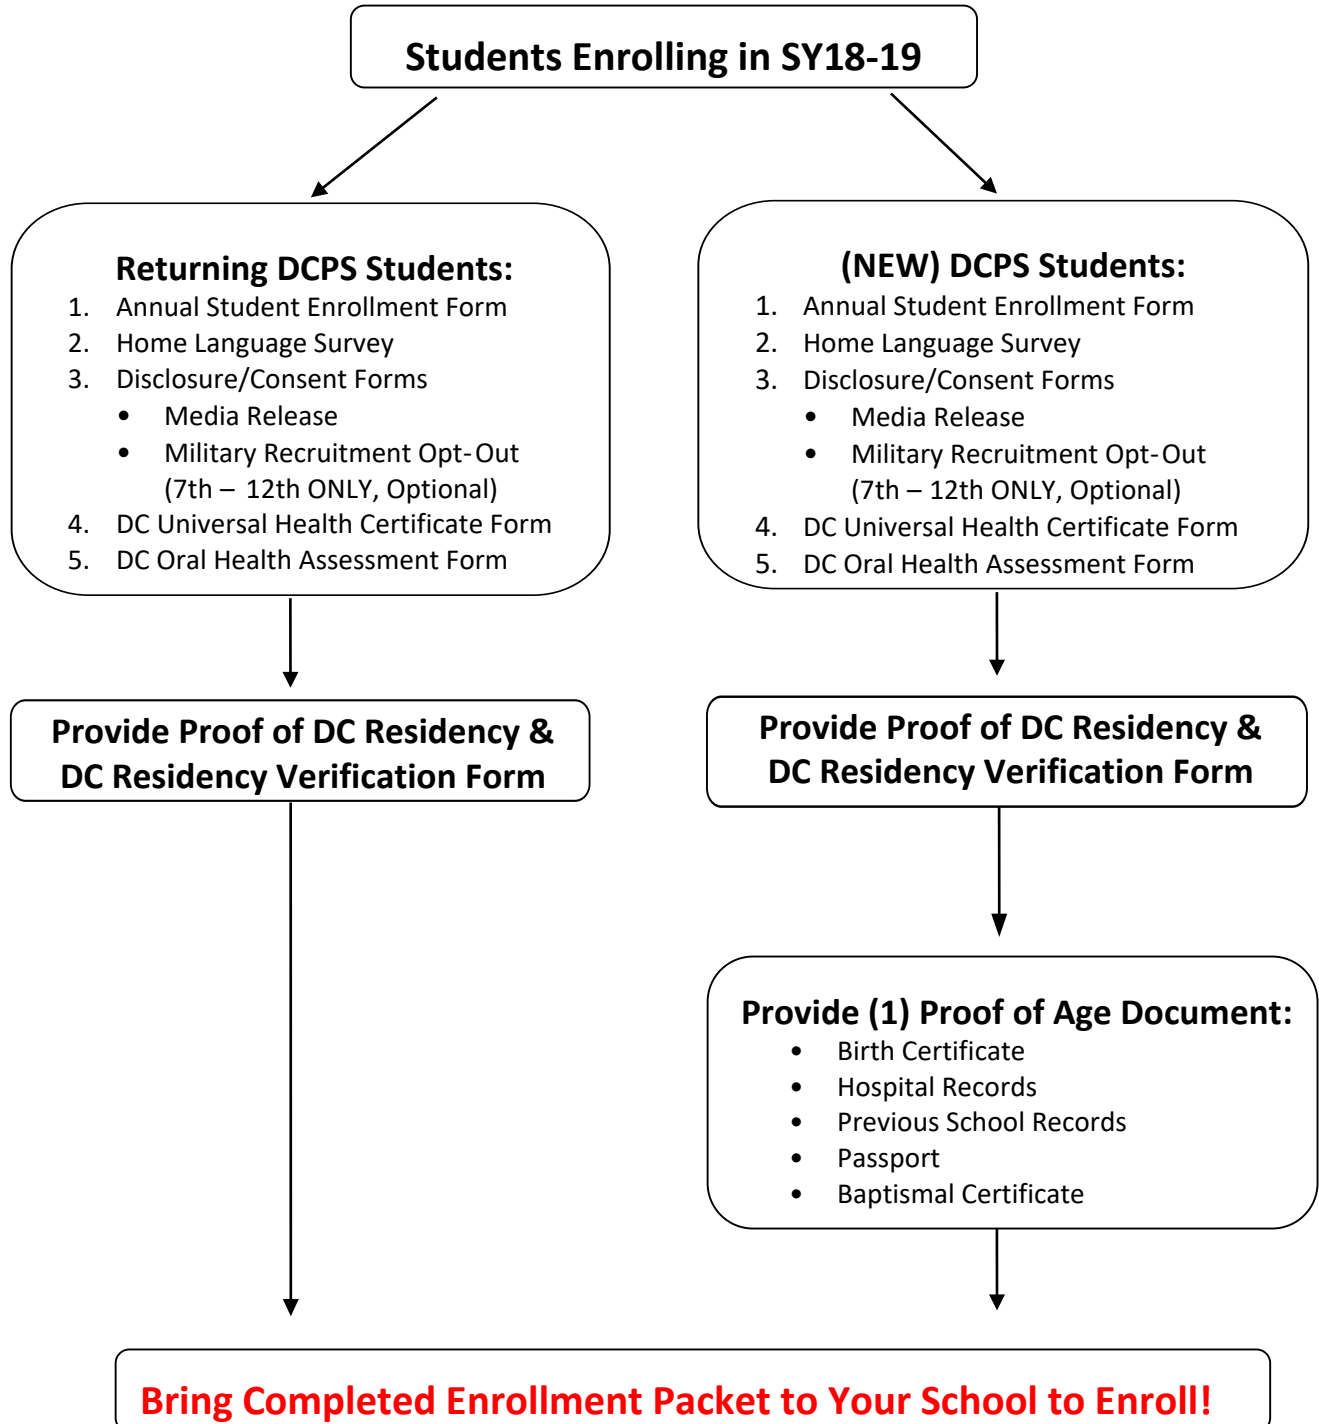 Students Enrolling in SY18-19
Returning DCPS Students:
1. Annual Student Enrollment Form
2. Home Language Survey
3. Disclosure/Consent Forms
• Media Release
• Military Recruitment Opt-Out
(7th – 12th ONLY, Optional)
4. DC Universal Health Certificate Form
5. DC Oral Health Assessment Form
(NEW) DCPS Students:
1. Annual Student Enrollment Form
2. Home Language Survey
3. Disclosure/Consent Forms
• Media Release
• Military Recruitment Opt-Out
(7th – 12th ONLY, Optional)
4. DC Universal Health Certificate Form
5. DC Oral Health Assessment Form
Provide Proof of DC Residency &
DC Residency Verification Form
Provide Proof of DC Residency &
DC Residency Verification Form
Provide (1) Proof of Age Document:
• Birth Certificate
• Hospital Records
• Previous School Records
• Passport
• Baptismal Certificate
Bring Completed Enrollment Packet to Your School to Enroll!